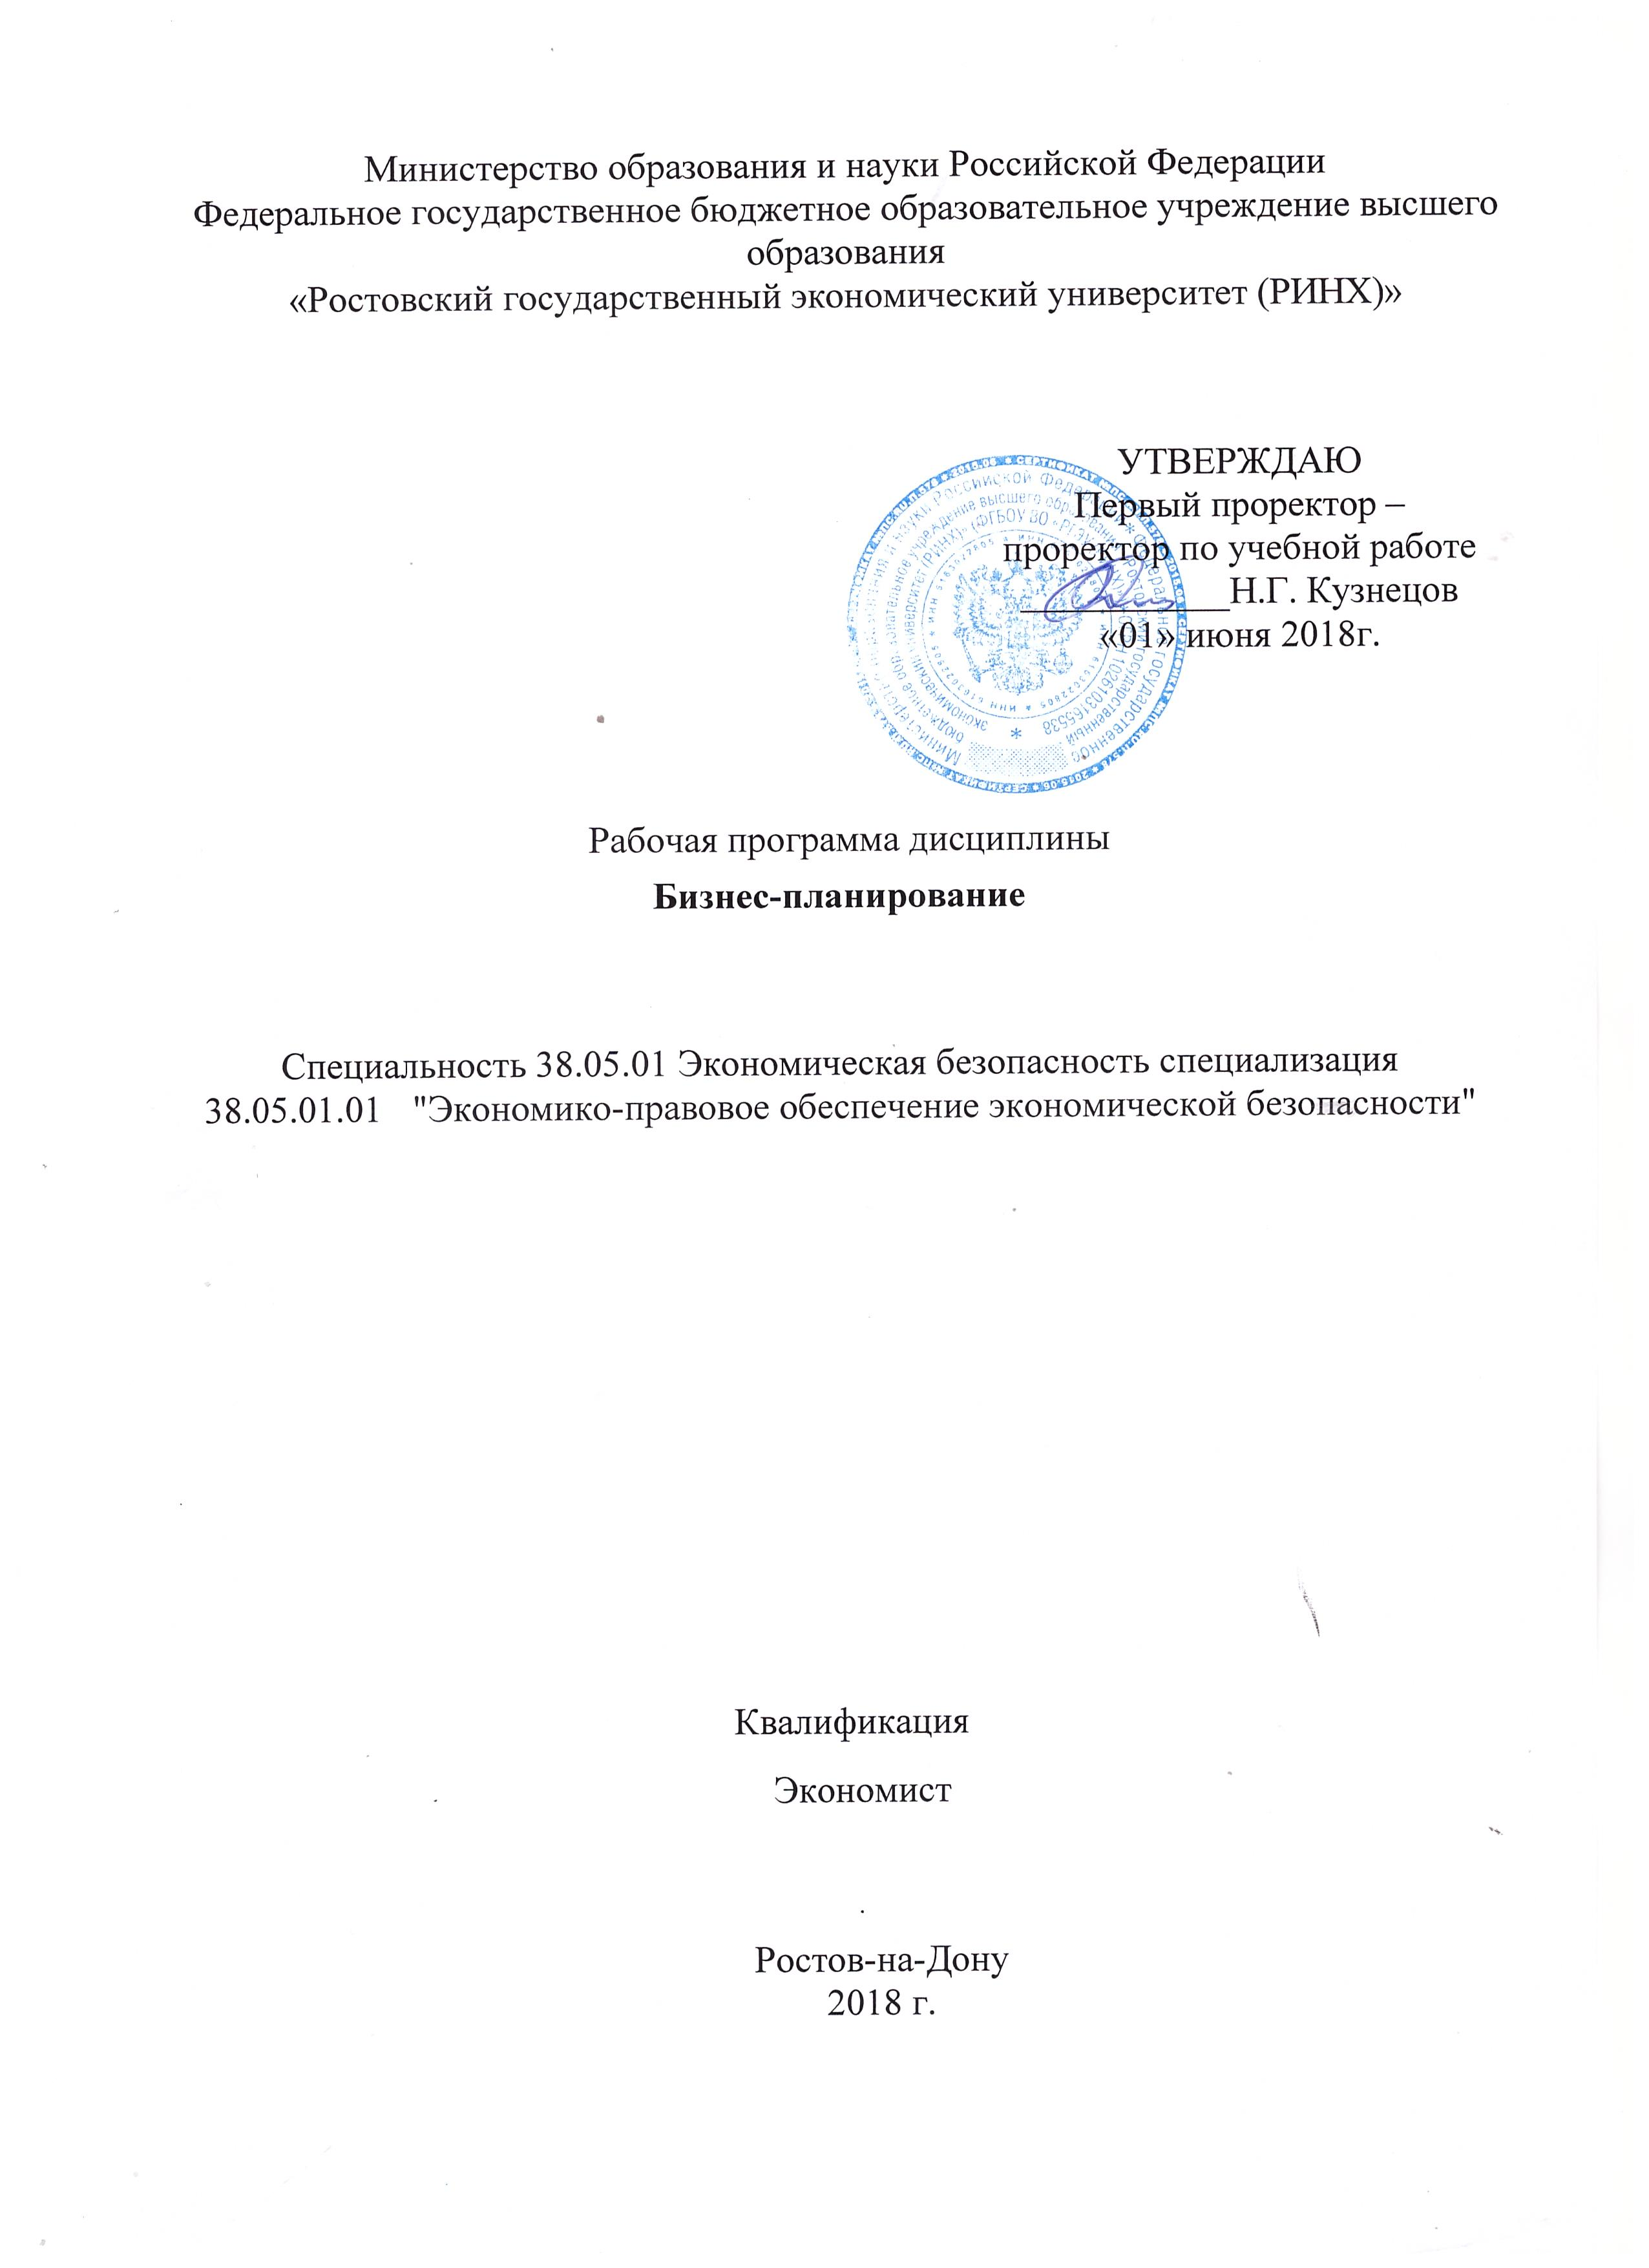 Министерство образования и науки Российской Федерации
Федеральное государственное бюджетное образовательное учреждение высшего
образования
«Ростовский государственный экономический университет (РИНХ)»
УТВЕРЖДАЮ
Первый проректор –
проректор по учебной работе
Н.Г. Кузнецов
«01» июня 2018г.
Рабочая программа дисциплины
Бизнес-планирование
Специальность 38.05.01 Экономическая безопасность специализация
38.05.01.01 "Экономико-правовое обеспечение экономической безопасности"
Квалификация
Экономист
Ростов-на-Дону
2018 г.